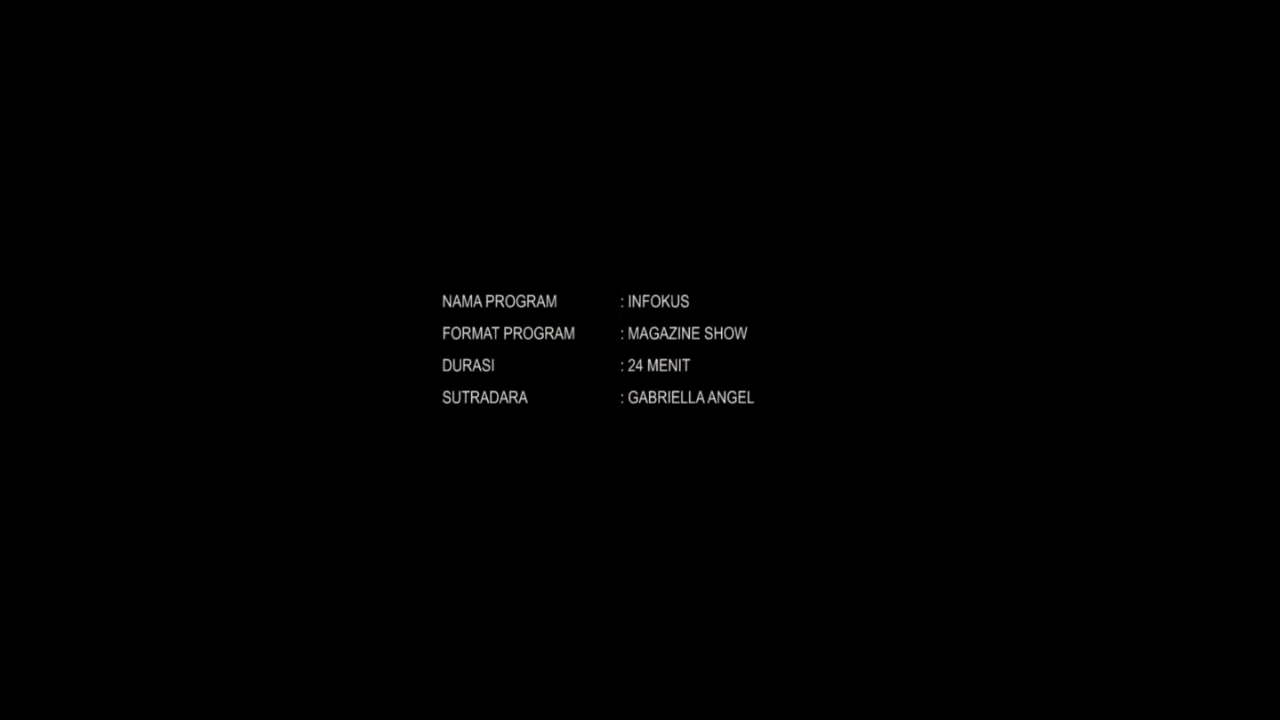 NAMA PROGRAM : INFOKUS
FORMAT PROGRAM : MAGAZINE SHOW
DURASI : 24 MENIT
SUTRADARA : GABRIELLA ANGEL